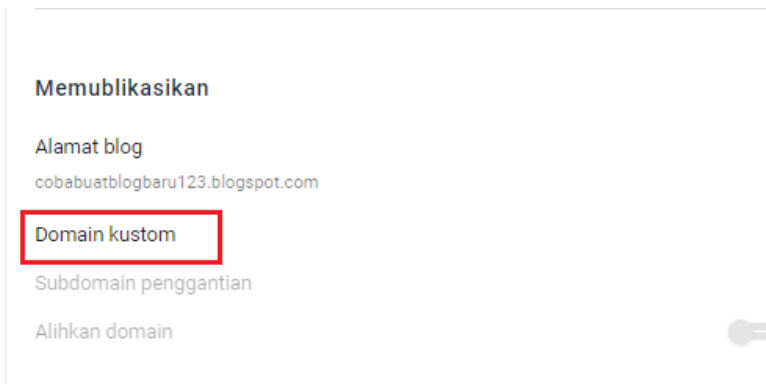 Memublikasikan
Alamat blog
cobabuatblogbaru123.blogspot.com
Domain kustom
Subdomain penggantian
Alihkan domain